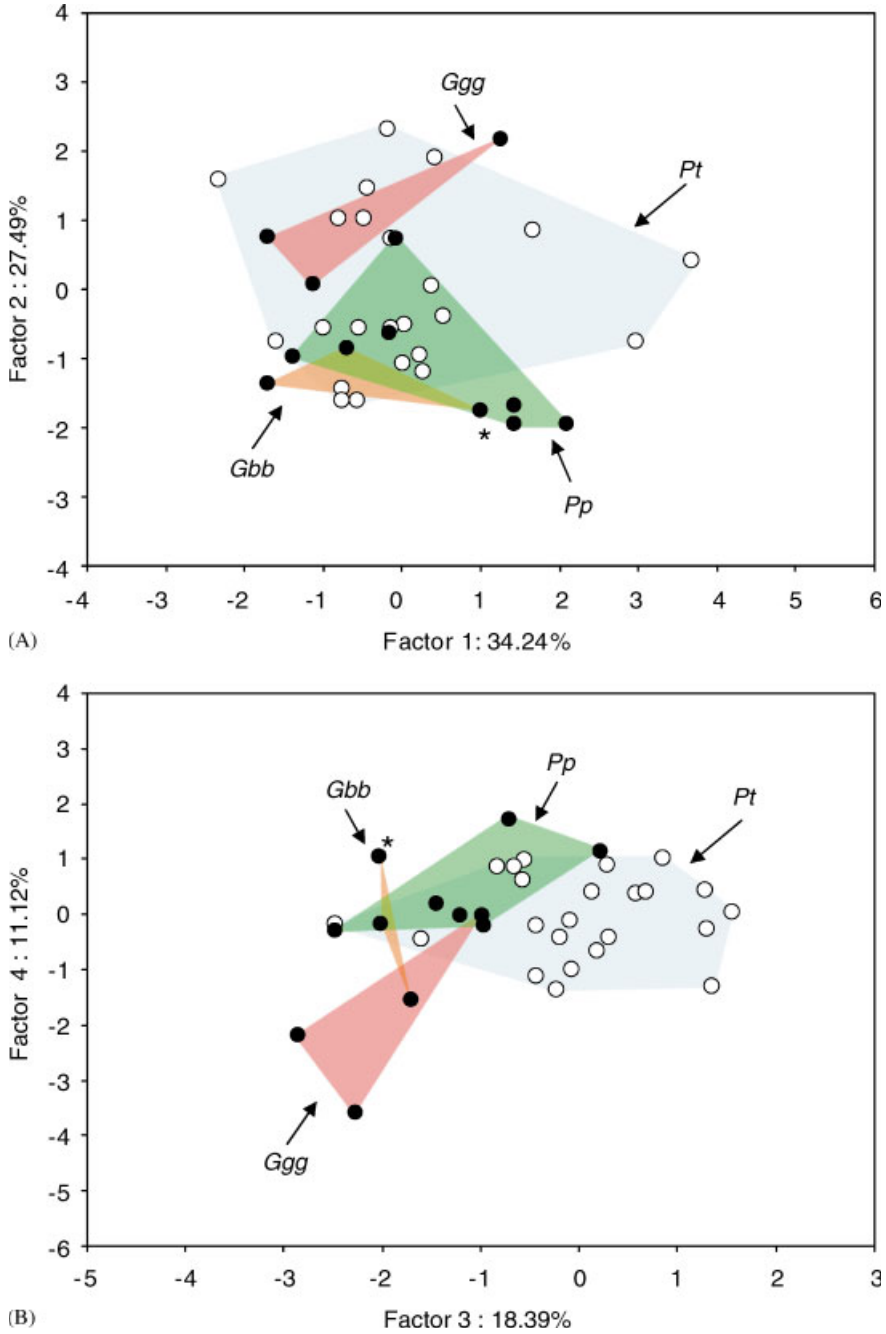 4
Ggg
3
Pt
2
1
0
-1
-2
*
Gbb
Pp
-3
-4
Factor 2 : 27.49%
-4 -3 -2 -1 0 1 2 3 4 5 6
(A) Factor 1: 34.24%
4
3
Pp
Gbb
Pt
2
*
1
0
-1
-2
-3
-4
Ggg
-5
-6
Factor 4 : 11.12%
-5 -4 -3 -2 -1 0 1 2 3
(B) Factor 3 : 18.39%